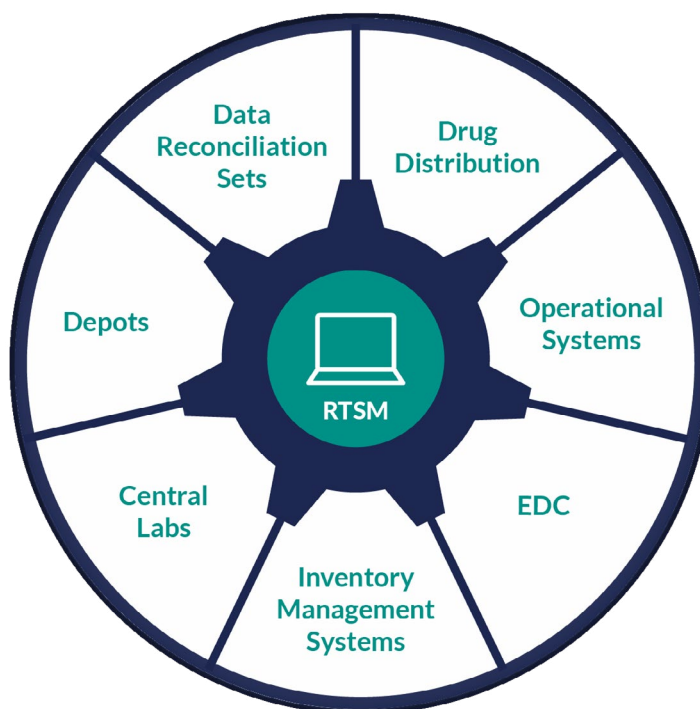 Data
Reconciliation
Sets
Drug
Distribution
Operational
Systems
EDC
Inventory
Management
Systems
Central
Labs
Depots
RTSM